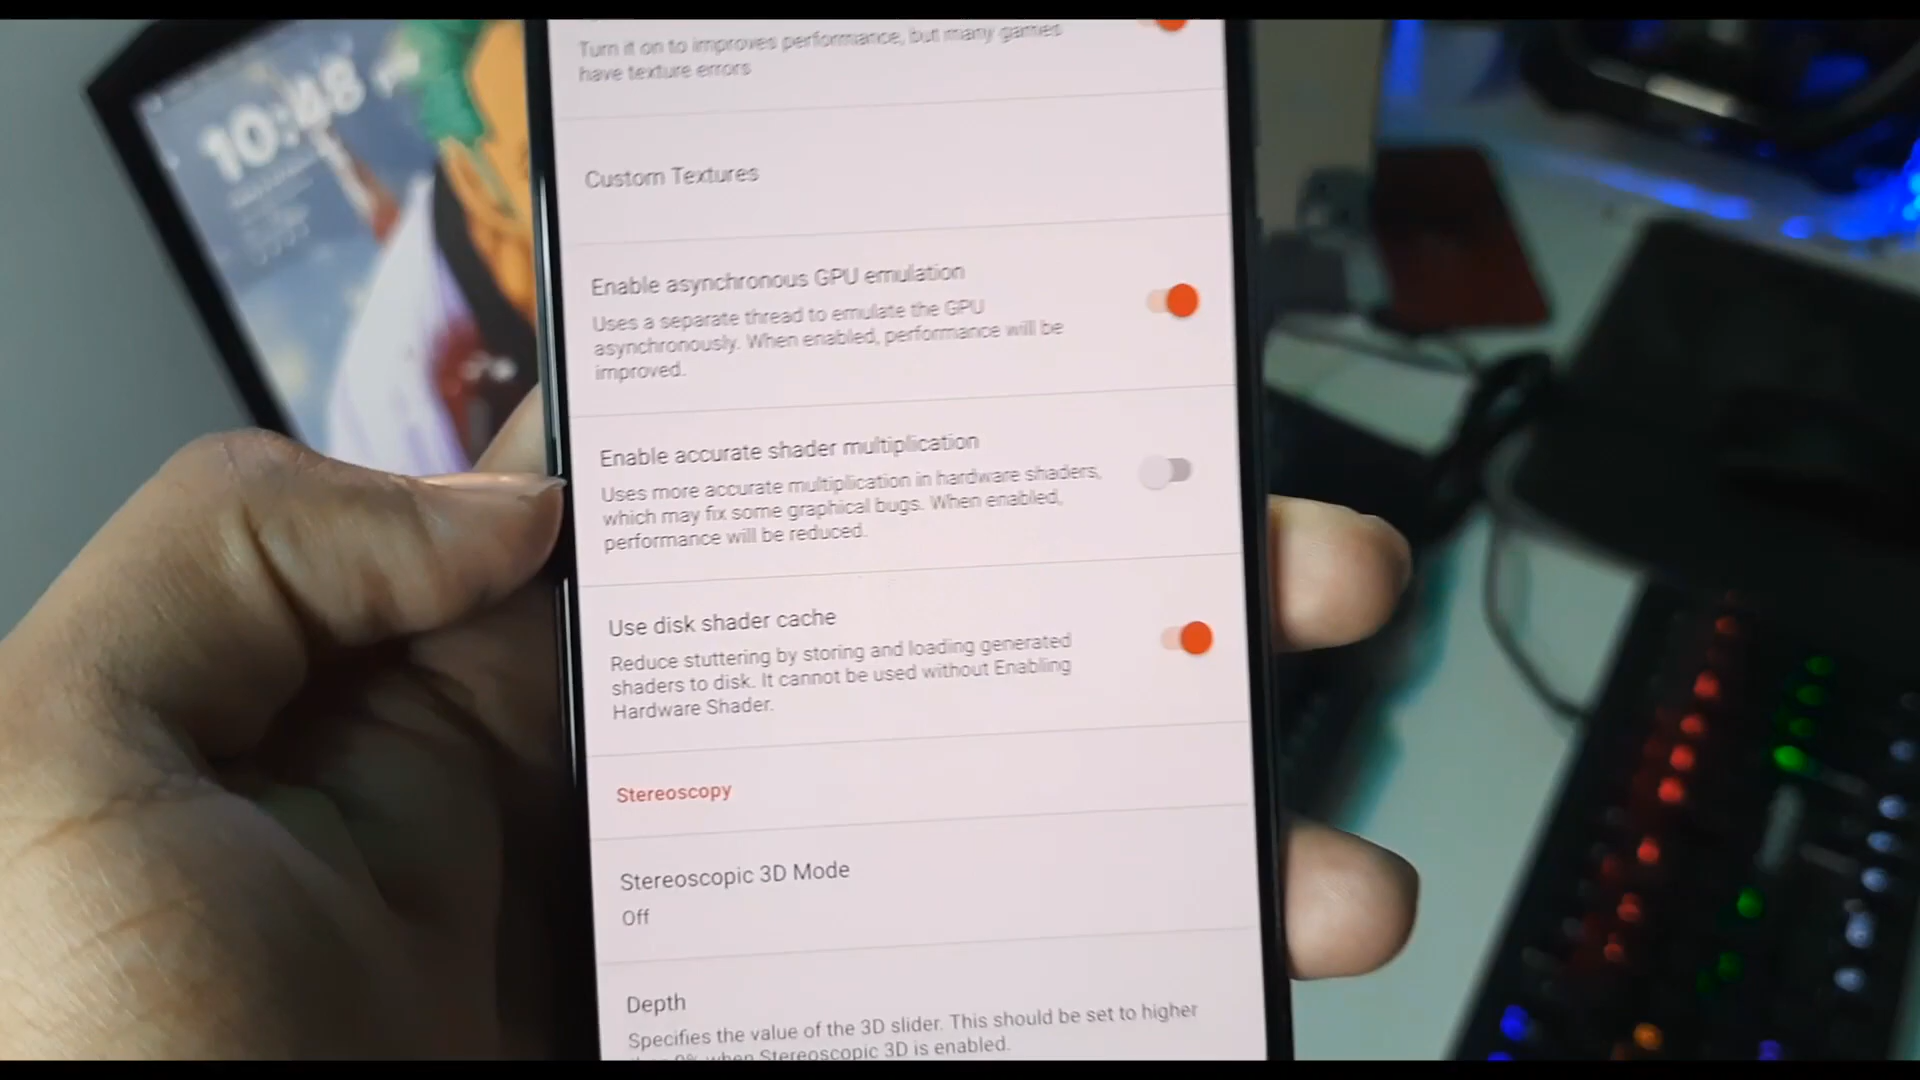 10:48
Turn it on to improves performance, but many games
have texture errors
Custom Textures
Enable asynchronous GPU emulation
Uses a separate thread to emulate the GPU
asynchronously. When enabled, performance will be
improved.
Enable accurate shader multiplication
Uses more accurate multiplication in hardware shaders,
which may fix some graphical bugs. When enabled,
performance will be reduced.
Use disk shader cache
Reduce stuttering by storing and loading generated
shaders to disk. It cannot be used without Enabling
Hardware Shader.
Stereoscopy
Stereoscopic 3D Mode
Off
Depth
Specifies the value of the 3D slider. This should be set to higher
than 0% when Stereoscopic 3D is enabled.